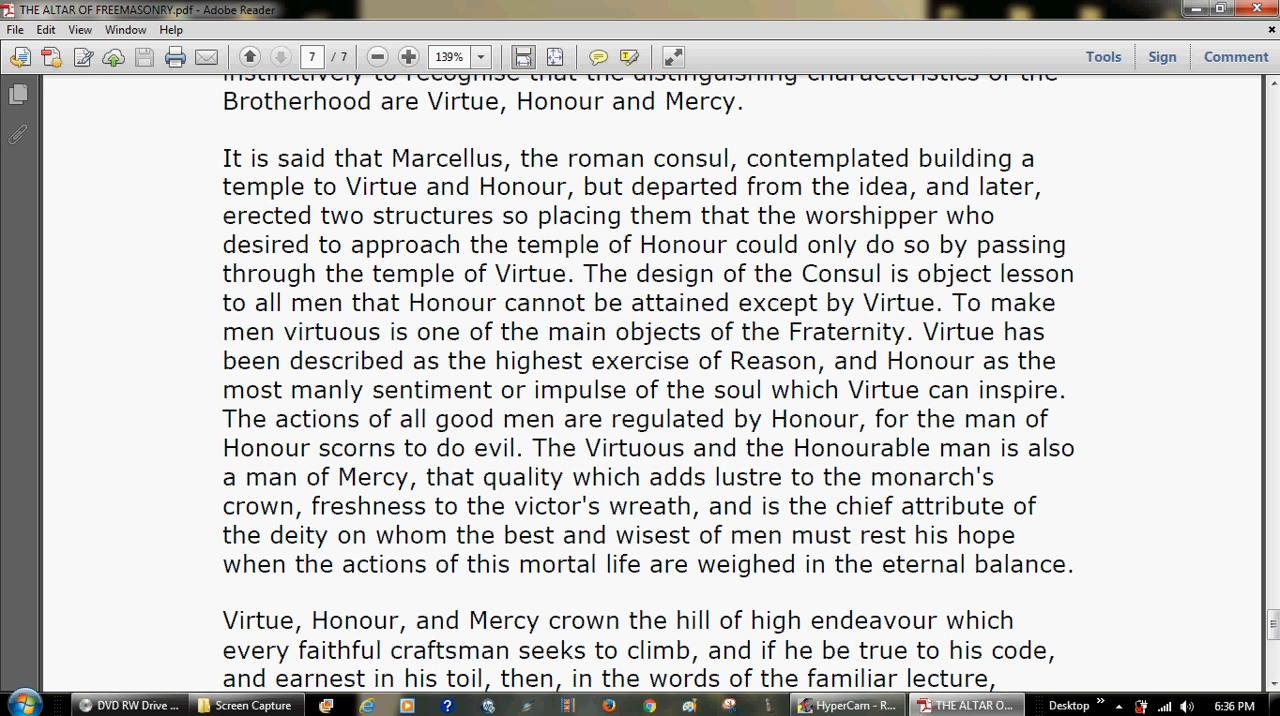 THE ALTAR OF FREEMASONRY.pdf - Adobe Reader
File Edit View Window Help
7 / 7 139% Tools Sign Comment
instinctively to recognise that the distinguishing characteristics of the
Brotherhood are Virtue, Honour and Mercy.
It is said that Marcellus, the roman consul, contemplated building a
temple to Virtue and Honour, but departed from the idea, and later,
erected two structures so placing them that the worshipper who
desired to approach the temple of Honour could only do so by passing
through the temple of Virtue. The design of the Consul is object lesson
to all men that Honour cannot be attained except by Virtue. To make
men virtuous is one of the main objects of the Fraternity. Virtue has
been described as the highest exercise of Reason, and Honour as the
most manly sentiment or impulse of the soul which Virtue can inspire.
The actions of all good men are regulated by Honour, for the man of
Honour scorns to do evil. The Virtuous and the Honourable man is also
a man of Mercy, that quality which adds lustre to the monarch's
crown, freshness to the victor's wreath, and is the chief attribute of
the deity on whom the best and wisest of men must rest his hope
when the actions of this mortal life are weighed in the eternal balance.
Virtue, Honour, and Mercy crown the hill of high endeavour which
every faithful craftsman seeks to climb, and if he be true to his code,
and earnest in his toil, then, in the words of the familiar lecture,
DVD RW Drive ... Screen Capture HyperCam - R... THE ALTAR O... Desktop 6:36 PM